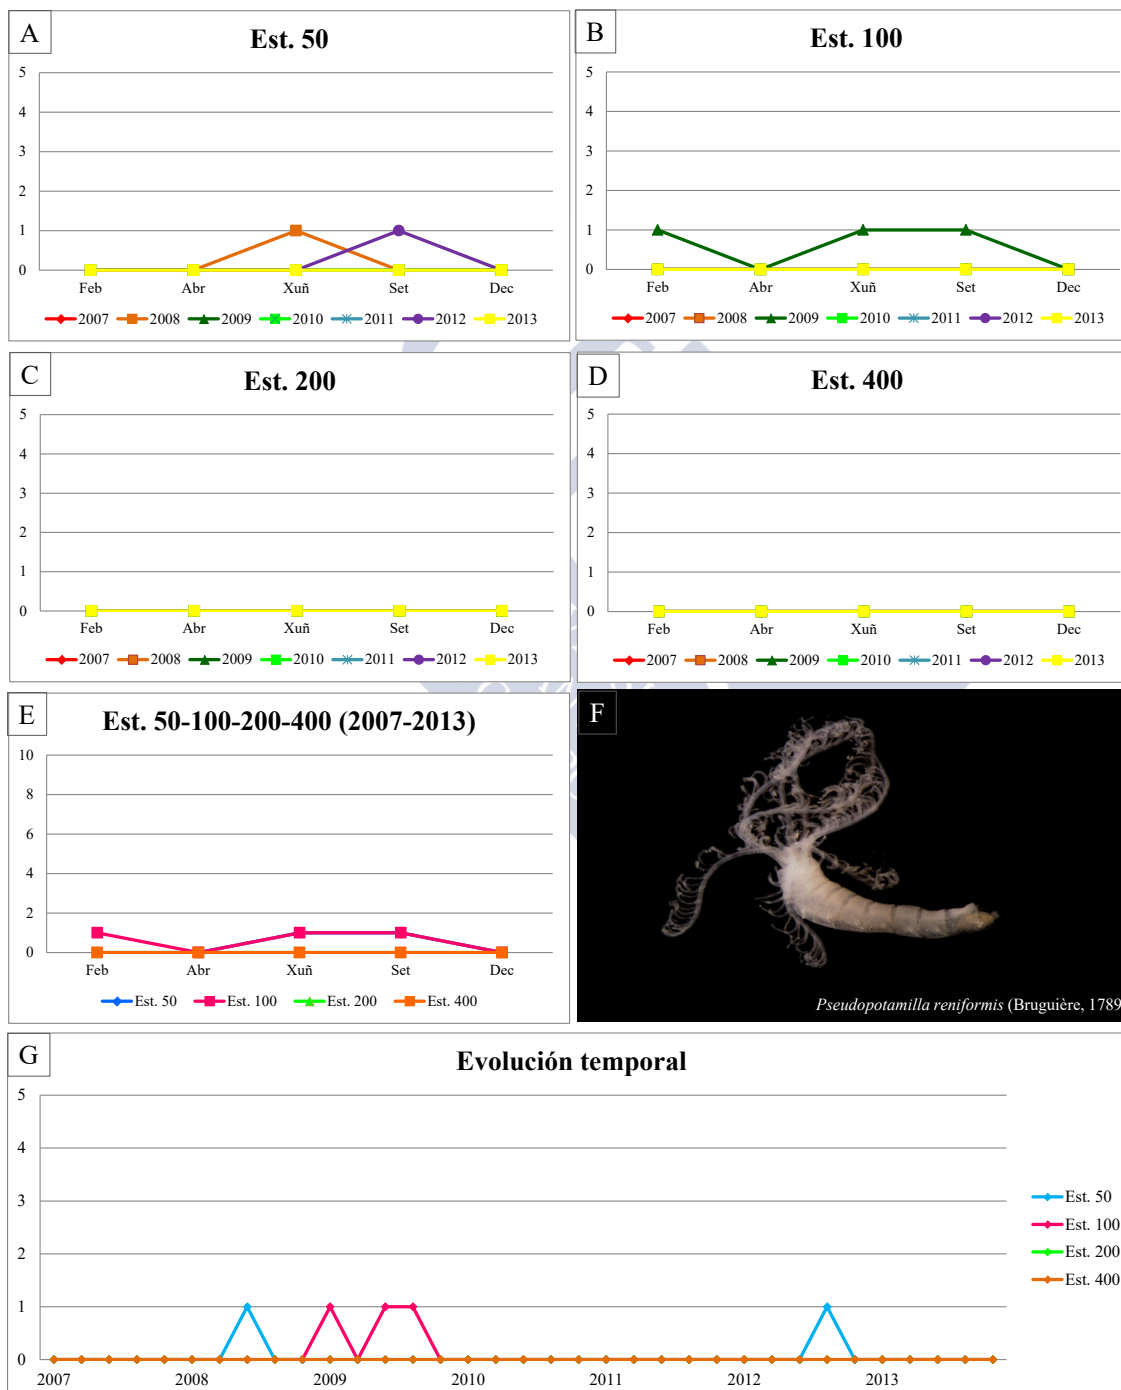 A
Est. 50
5
4
3
2
1
0
Feb Abr Xuñ Set Dec
2007 2008 2009 2010 2011 2012 2013
B
Est. 100
5
4
3
2
1
0
Feb Abr Xuñ Set Dec
2007 2008 2009 2010 2011 2012 2013
C
Est. 200
5
4
3
2
1
0
Feb Abr Xuñ Set Dec
2007 2008 2009 2010 2011 2012 2013
D
Est. 400
5
4
3
2
1
0
Feb Abr Xuñ Set Dec
2007 2008 2009 2010 2011 2012 2013
E
Est. 50-100-200-400 (2007-2013)
10
8
6
4
2
0
Feb Abr Xuñ Set Dec
Est. 50 Est. 100 Est. 200 Est. 400
F
Pseudopotamilla reniformis (Bruguière, 1789
G
Evolución temporal
5
4
3
2
1
0
2007 2008 2009 2010 2011 2012 2013
Est. 50
Est. 100
Est. 200
Est. 400